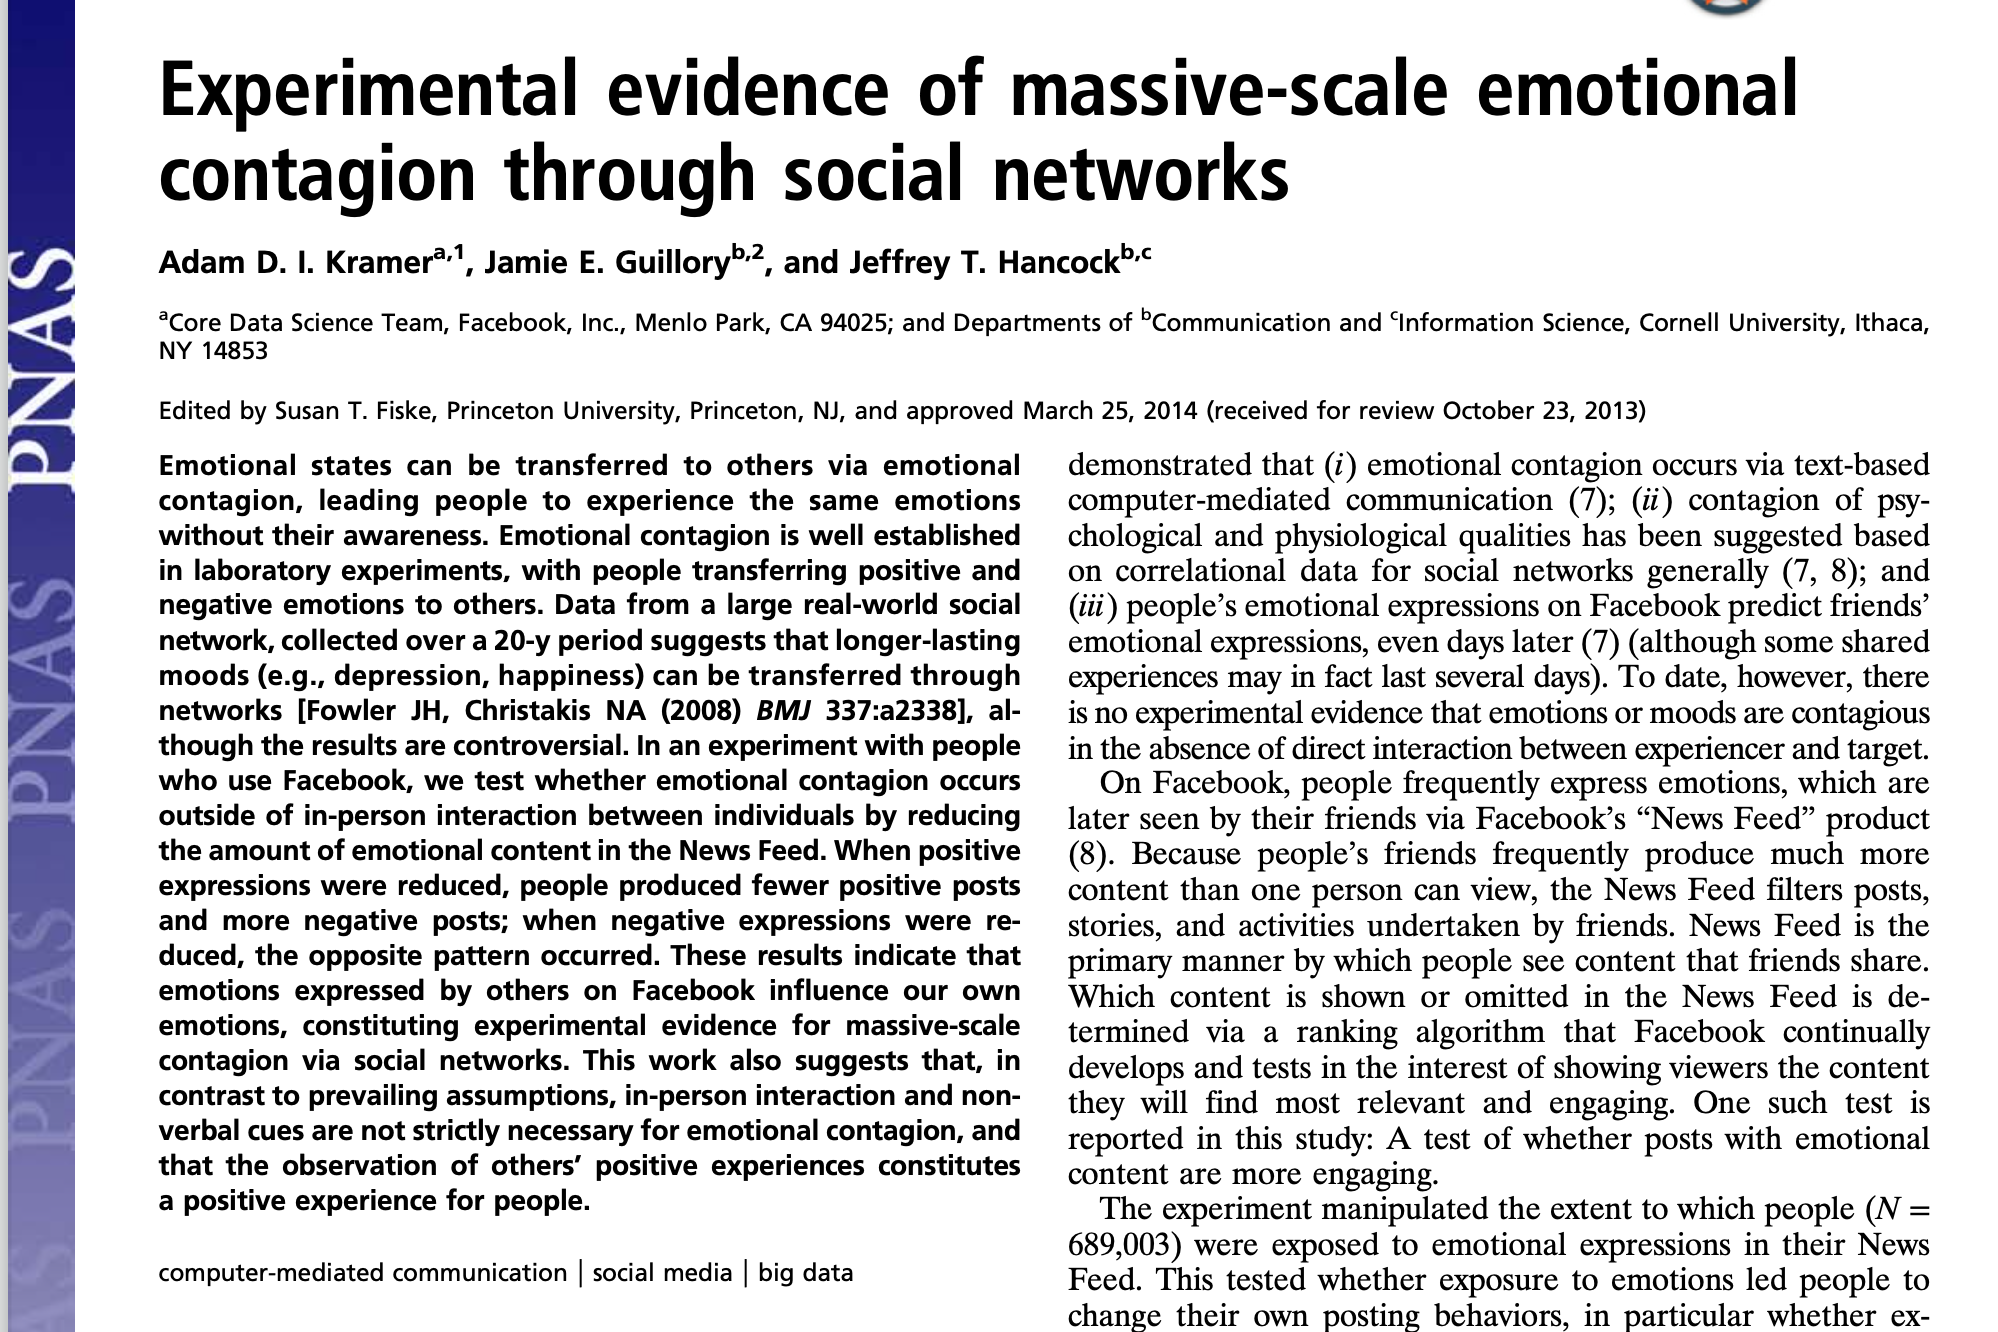 Experimental evidence of massive-scale emotional
contagion through social networks
Adam D. I. Kramera,1, Jamie E. Guilloryb,2, and Jeffrey T. Hancockb,c
aCore Data Science Team, Facebook, Inc., Menlo Park, CA 94025; and Departments of bCommunication and cInformation Science, Cornell University, Ithaca,
NY 14853
Edited by Susan T. Fiske, Princeton University, Princeton, NJ, and approved March 25, 2014 (received for review October 23, 2013)
Emotional states can be transferred to others via emotional
contagion, leading people to experience the same emotions
without their awareness. Emotional contagion is well established
in laboratory experiments, with people transferring positive and
negative emotions to others. Data from a large real-world social
network, collected over a 20-y period suggests that longer-lasting
moods (e.g., depression, happiness) can be transferred through
networks [Fowler JH, Christakis NA (2008) BMJ 337:a2338], al-
though the results are controversial. In an experiment with people
who use Facebook, we test whether emotional contagion occurs
outside of in-person interaction between individuals by reducing
the amount of emotional content in the News Feed. When positive
expressions were reduced, people produced fewer positive posts
and more negative posts; when negative expressions were re-
duced, the opposite pattern occurred. These results indicate that
emotions expressed by others on Facebook influence our own
emotions, constituting experimental evidence for massive-scale
contagion via social networks. This work also suggests that, in
contrast to prevailing assumptions, in-person interaction and non-
verbal cues are not strictly necessary for emotional contagion, and
that the observation of others’ positive experiences constitutes
a positive experience for people.
computer-mediated communication | social media | big data
demonstrated that (i) emotional contagion occurs via text-based
computer-mediated communication (7); (ii) contagion of psy-
chological and physiological qualities has been suggested based
on correlational data for social networks generally (7, 8); and
(iii) people’s emotional expressions on Facebook predict friends’
emotional expressions, even days later (7) (although some shared
experiences may in fact last several days). To date, however, there
is no experimental evidence that emotions or moods are contagious
in the absence of direct interaction between experiencer and target.
On Facebook, people frequently express emotions, which are
later seen by their friends via Facebook’s “News Feed” product
(8). Because people’s friends frequently produce much more
content than one person can view, the News Feed filters posts,
stories, and activities undertaken by friends. News Feed is the
primary manner by which people see content that friends share.
Which content is shown or omitted in the News Feed is de-
termined via a ranking algorithm that Facebook continually
develops and tests in the interest of showing viewers the content
they will find most relevant and engaging. One such test is
reported in this study: A test of whether posts with emotional
content are more engaging.
The experiment manipulated the extent to which people (N =
689,003) were exposed to emotional expressions in their News
Feed. This tested whether exposure to emotions led people to
change their own posting behaviors, in particular whether ex-
PNAS
PNAS
PNAS
AS